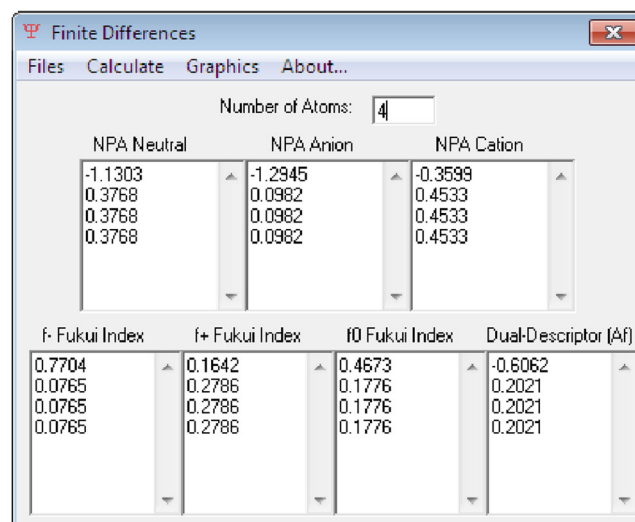 Finite Differences
Files Calculate Graphics About...
Number of Atoms: 4
NPA Neutral NPA Anion NPA Cation
-1.1303 -1.2945 -0.3599
0.3768 0.0982 0.4533
0.3768 0.0982 0.4533
0.3768 0.0982 0.4533
f- Fukui Index f+ Fukui Index f0 Fukui Index Dual-Descriptor (Af)
0.7704 0.1642 0.4673 -0.6062
0.0765 0.2786 0.1776 0.2021
0.0765 0.2786 0.1776 0.2021
0.0765 0.2786 0.1776 0.2021